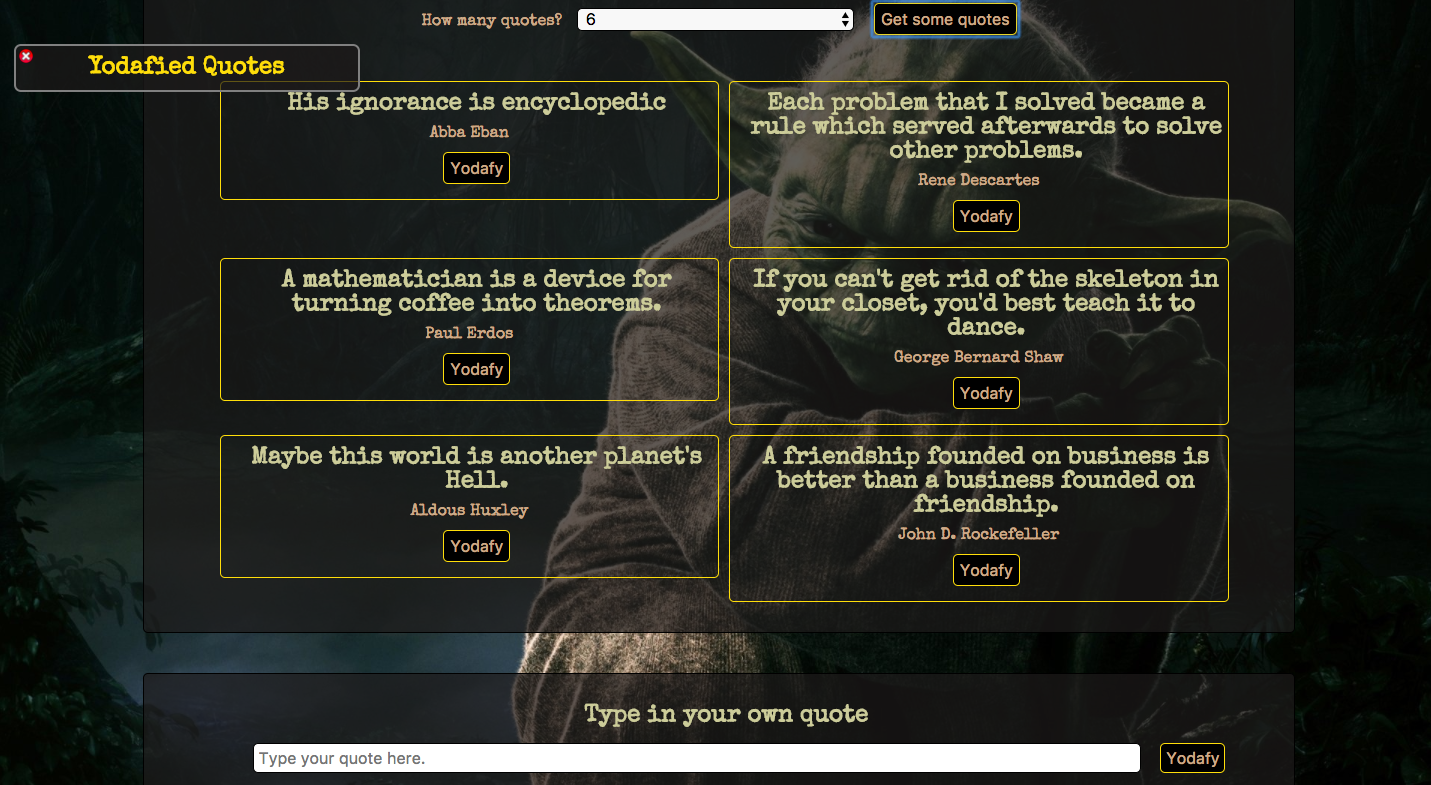 How many quotes? 6 Get some quotes
Yodafied Quotes
His ignorance is encyclopedic
Abba Eban
Yodafy
Each problem that I solved became a
rule which served afterwards to solve
other problems.
Rene Descartes
Yodafy
A mathematician is a device for
turning coffee into theorems.
Paul Erdos
Yodafy
If you can't get rid of the skeleton in
your closet, you'd best teach it to
dance.
George Bernard Shaw
Yodafy
Maybe this world is another planet's
Hell.
Aldous Huxley
Yodafy
A friendship founded on business is
better than a business founded on
friendship.
John D. Rockefeller
Yodafy
Type in your own quote
Type your quote here. Yodafy